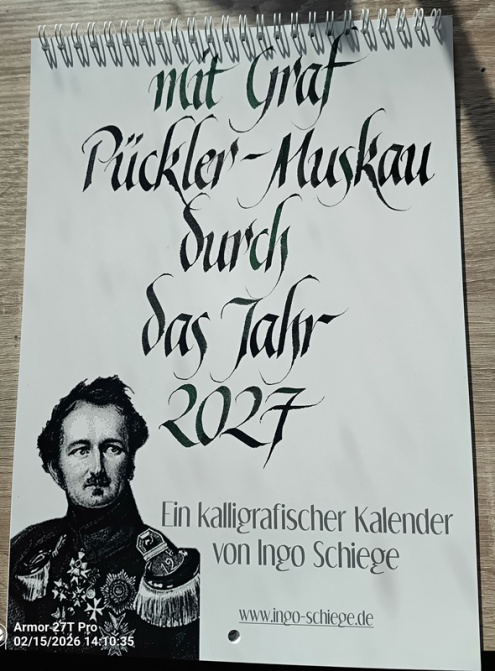 mit Graf
Pückler-Muskau
durch
das Jahr
2027
Ein kalligrafischer Kalender
von Ingo Schiege
www.ingo-schiege.de
12
Armor 27T Pro
02/15/2026 14:10:35